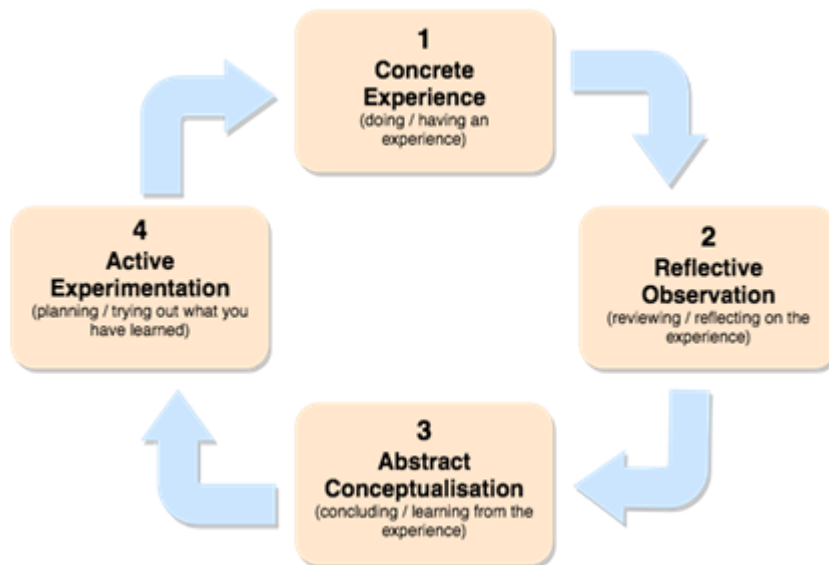 1
Concrete
Experience
(doing / having an
experience)
2
Reflective
Observation
(reviewing / reflecting on the
experience)
3
Abstract
Conceptualisation
(concluding / learning from the
experience)
4
Active
Experimentation
(planning / trying out what you
have learned)